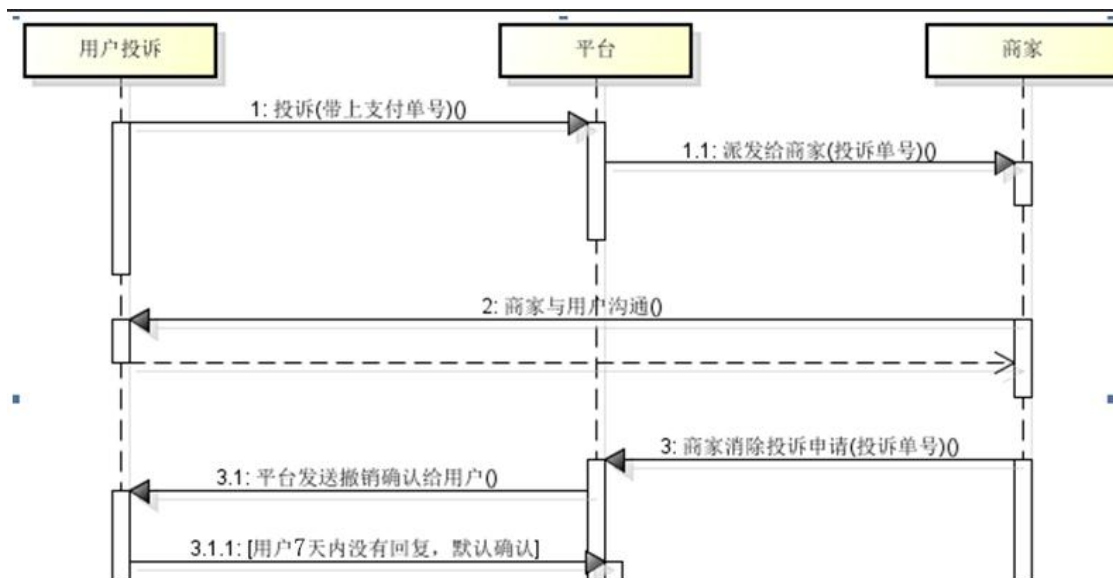 用户投诉
平台
商家
1: 投诉(带上支付单号)()
1.1: 派发给商家(投诉单号)()
2: 商家与用户沟通()
3: 商家消除投诉申请(投诉单号)()
3.1: 平台发送撤销确认给用户()
3.1.1: [用户7天内没有回复，默认确认]